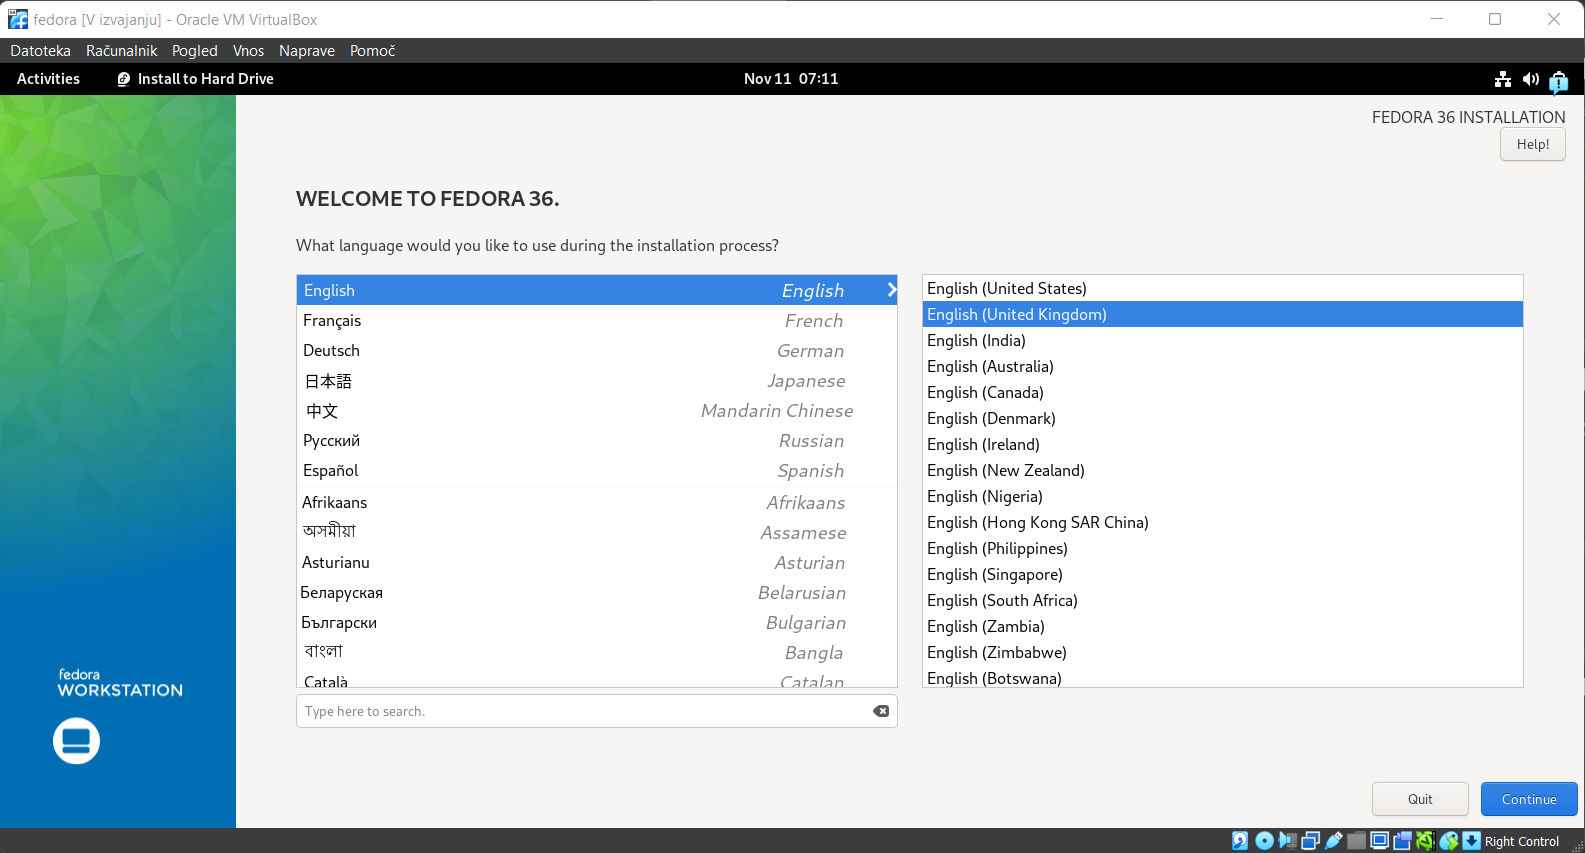 fedora [V izvajanju] - Oracle VM VirtualBox
Datoteka Računalnik Pogled Vnos Naprave Pomoč
Activities Install to Hard Drive Nov 11 07:11
FEDORA 36 INSTALLATION
Help!
WELCOME TO FEDORA 36.
What language would you like to use during the installation process?
English English
Français French
Deutsch German
日本語 Japanese
中文 Mandarin Chinese
Русский Russian
Español Spanish
Afrikaans Afrikaans
অসমীয়া Assamese
Asturianu Asturian
Беларуская Belarusian
Български Bulgarian
বাংলা Bangla
Català Catalan
Type here to search.
English (United States)
English (United Kingdom)
English (India)
English (Australia)
English (Canada)
English (Denmark)
English (Ireland)
English (New Zealand)
English (Nigeria)
English (Hong Kong SAR China)
English (Philippines)
English (Singapore)
English (South Africa)
English (Zambia)
English (Zimbabwe)
English (Botswana)
fedora
WORKSTATION
Quit Continue
Right Control